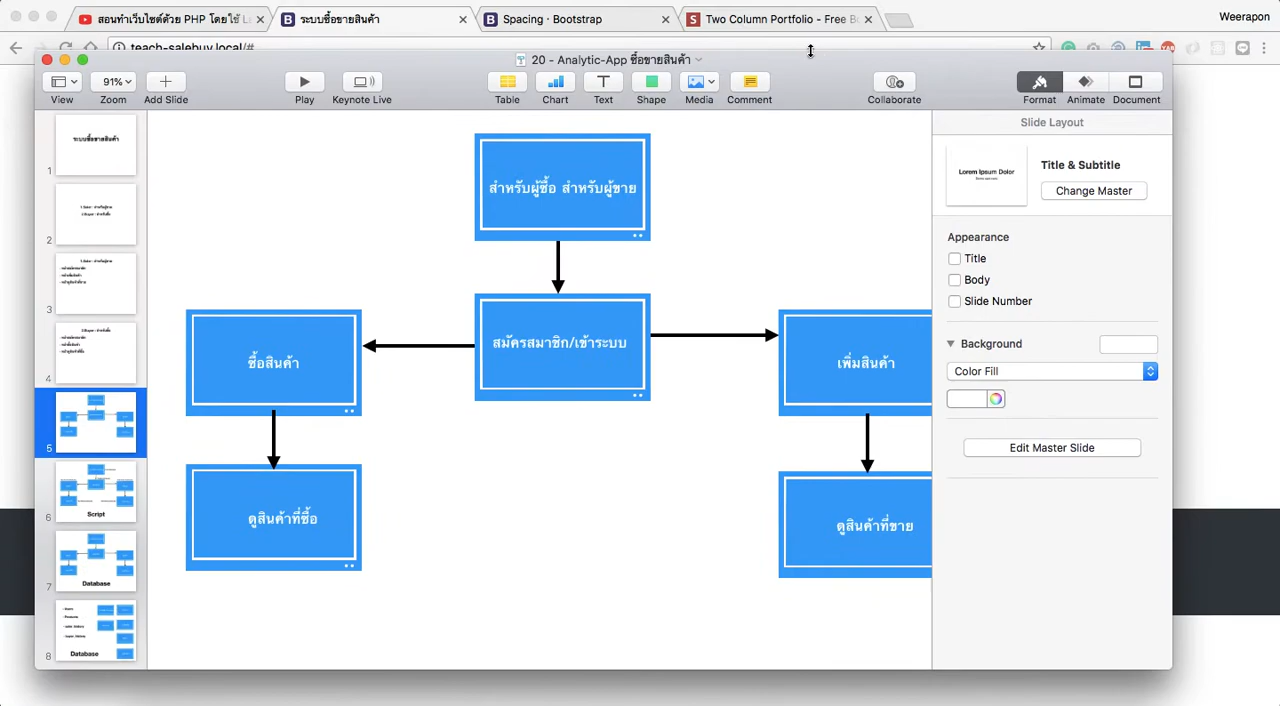 สอนทำเว็บไซต์ด้วย PHP โดยใช้
ระบบซื้อขายสินค้า
Spacing · Bootstrap
Two Column Portfolio - Free
Weerapon
teach-salebuy.local/#
20 - Analytic-App ซื้อขายสินค้า
91%
View
Zoom
Add Slide
Play
Keynote Live
Table
Chart
Text
Shape
Media
Comment
Collaborate
Format
Animate
Document
Slide Layout
Lorem Ipsum Dolor
Title & Subtitle
Change Master
Appearance
Title
Body
Slide Number
Background
Color Fill
Edit Master Slide
สำหรับผู้ซื้อ สำหรับผู้ขาย
สมัครสมาชิก/เข้าระบบ
ซื้อสินค้า
เพิ่มสินค้า
ดูสินค้าที่ซื้อ
ดูสินค้าที่ขาย
ระบบซื้อขายสินค้า
1
2
3
4
5
Script
6
Database
7
Database
8